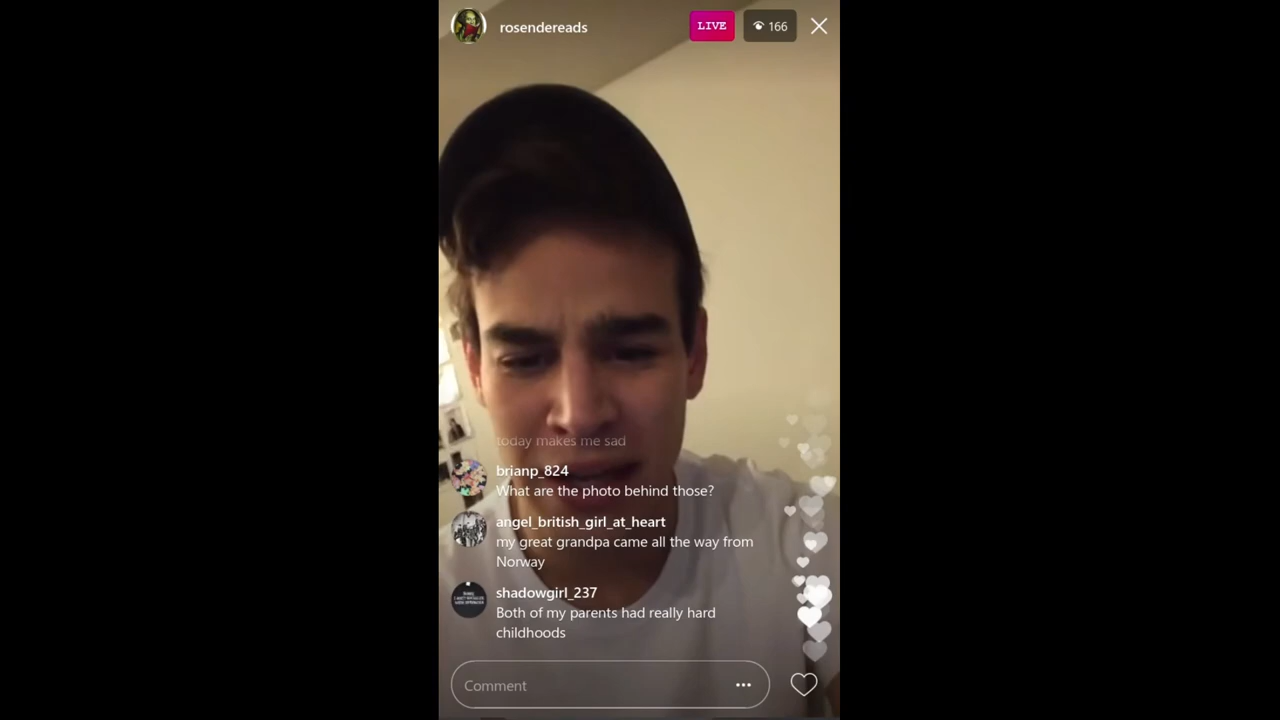 rosendereads
LIVE
166
today makes me sad
brianp_824
What are the photo behind those?
angel_british_girl_at_heart
my great grandpa came all the way from
Norway
shadowgirl_237
Both of my parents had really hard
childhoods
Comment